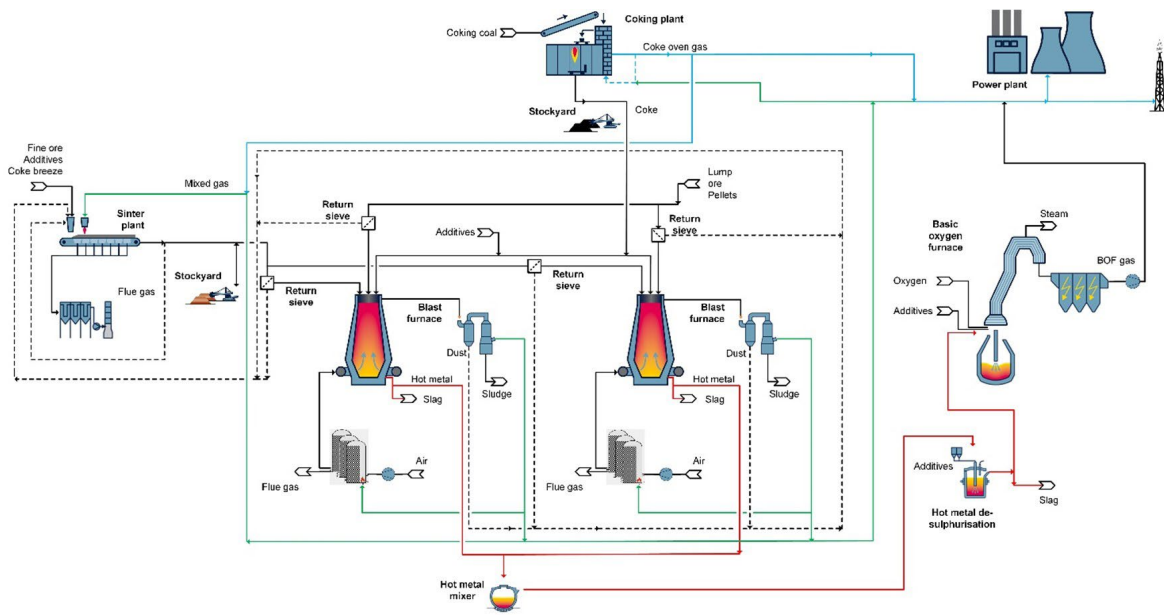 Coking plant
Coking coal
Coke oven gas
Power plant
Stockyard
Coke
Fine ore
Additives
Coke breeze
Mixed gas
Lump
ore
Pellets
Sinter
plant
Return
sieve
Return
sieve
Additives
Basic
oxygen
furnace
Steam
BOF gas
Stockyard
Return
sieve
Return
sieve
Oxygen
Additives
Flue gas
Blast
furnace
Blast
furnace
Dust
Dust
Hot metal
Slag
Sludge
Hot metal
Slag
Sludge
Air
Flue gas
Air
Flue gas
Additives
Slag
Hot metal de-
sulphurisation
Hot metal
mixer